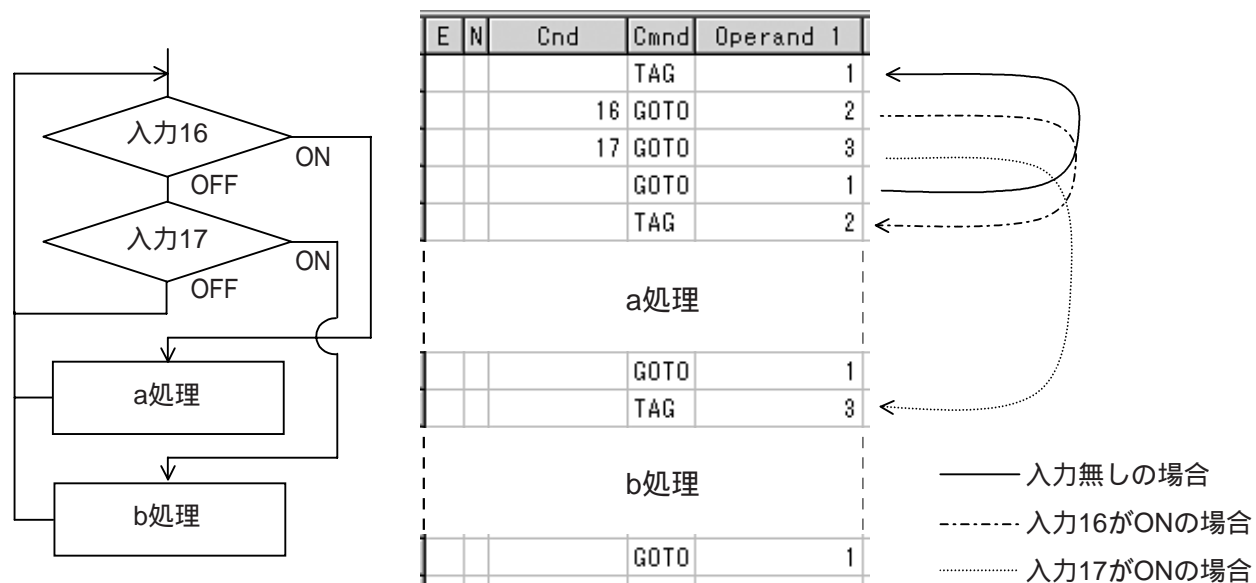 入力16
ON
OFF
入力17
ON
OFF
a処理
b処理
E N Cnd Cmnd Operand 1
TAG 1
16 GOTO 2
17 GOTO 3
GOTO 1
TAG 2
a処理
GOTO 1
TAG 3
b処理
GOTO 1
入力無しの場合
入力16がONの場合
入力17がONの場合